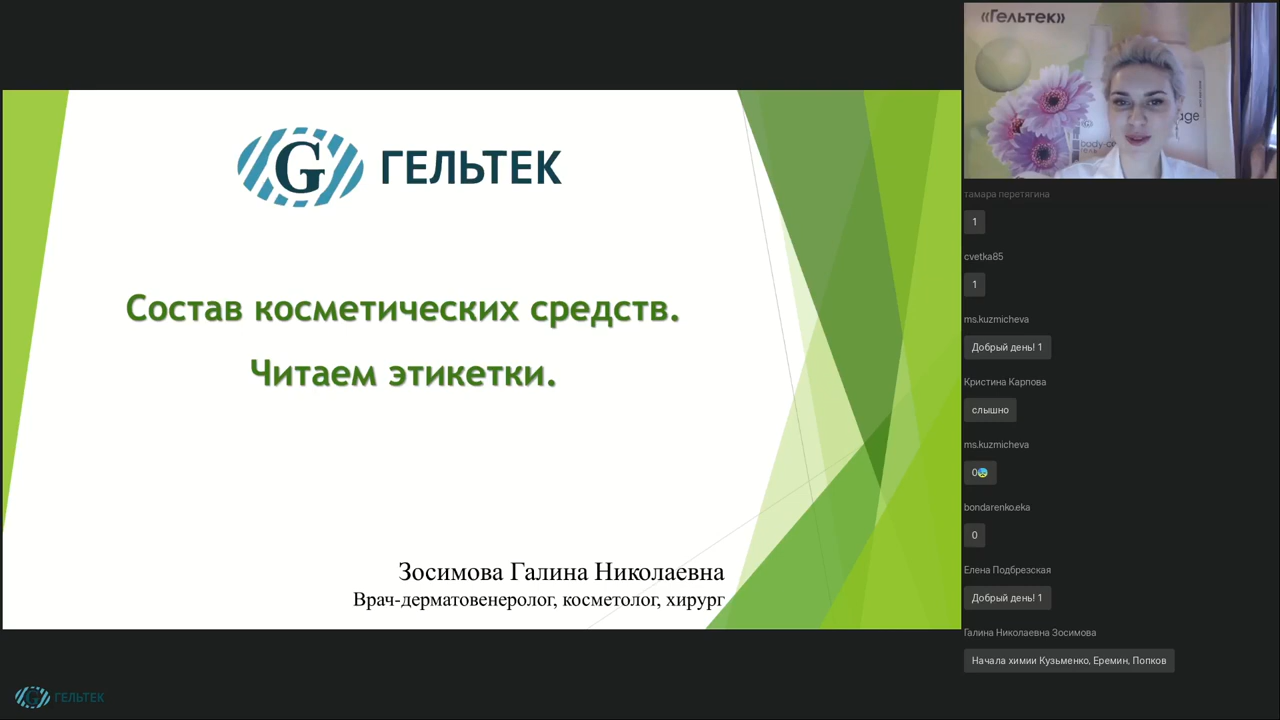 G ГЕЛЬТЕК
Состав косметических средств.
Читаем этикетки.
Зосимова Галина Николаевна
Врач-дерматовенеролог, косметолог, хирург
G ГЕЛЬТЕК
«Гельтек»
age
body-
тамара перетягина
1
cvetka85
1
ms.kuzmicheva
Добрый день! 1
Кристина Карпова
слышно
ms.kuzmicheva
0😨
bondarenko.eka
0
Елена Подбрезская
Добрый день! 1
Галина Николаевна Зосимова
Начала химии Кузьменко, Еремин, Попков